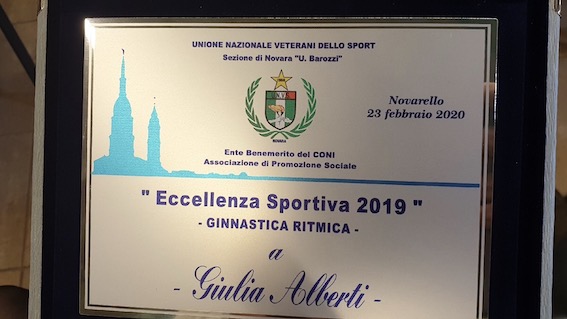 UNIONE NAZIONALE VETERANI DELLO SPORT
Sezione di Novara "U. Barozzi"
NOVARA
Novarello
23 febbraio 2020
Ente Benemerito del CONI
Associazione di Promozione Sociale
" Eccellenza Sportiva 2019 "
- GINNASTICA RITMICA -
a
- Giulia Alberti -